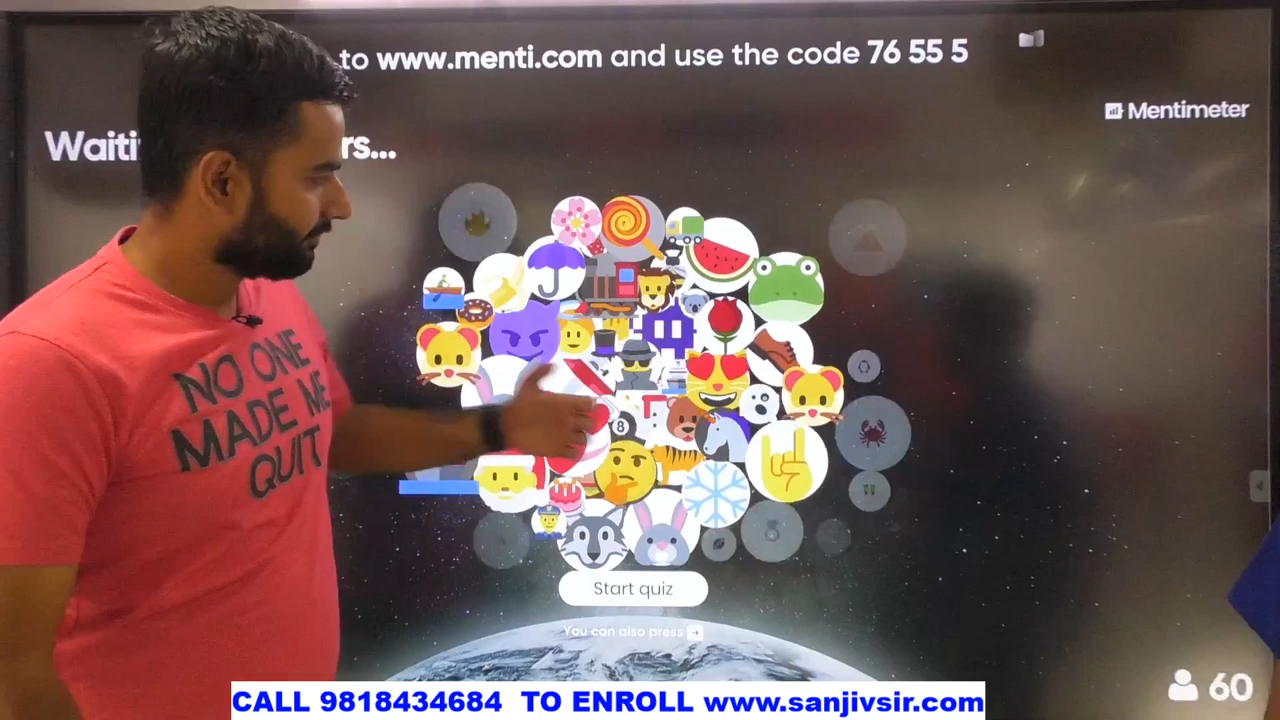 to www.menti.com and use the code 76 55 5
Mentimeter
Waiti rs...
NO ONE
MADE ME
QUIT
8
Start quiz
You can also press
60
CALL 9818434684 TO ENROLL www.sanjivsir.com